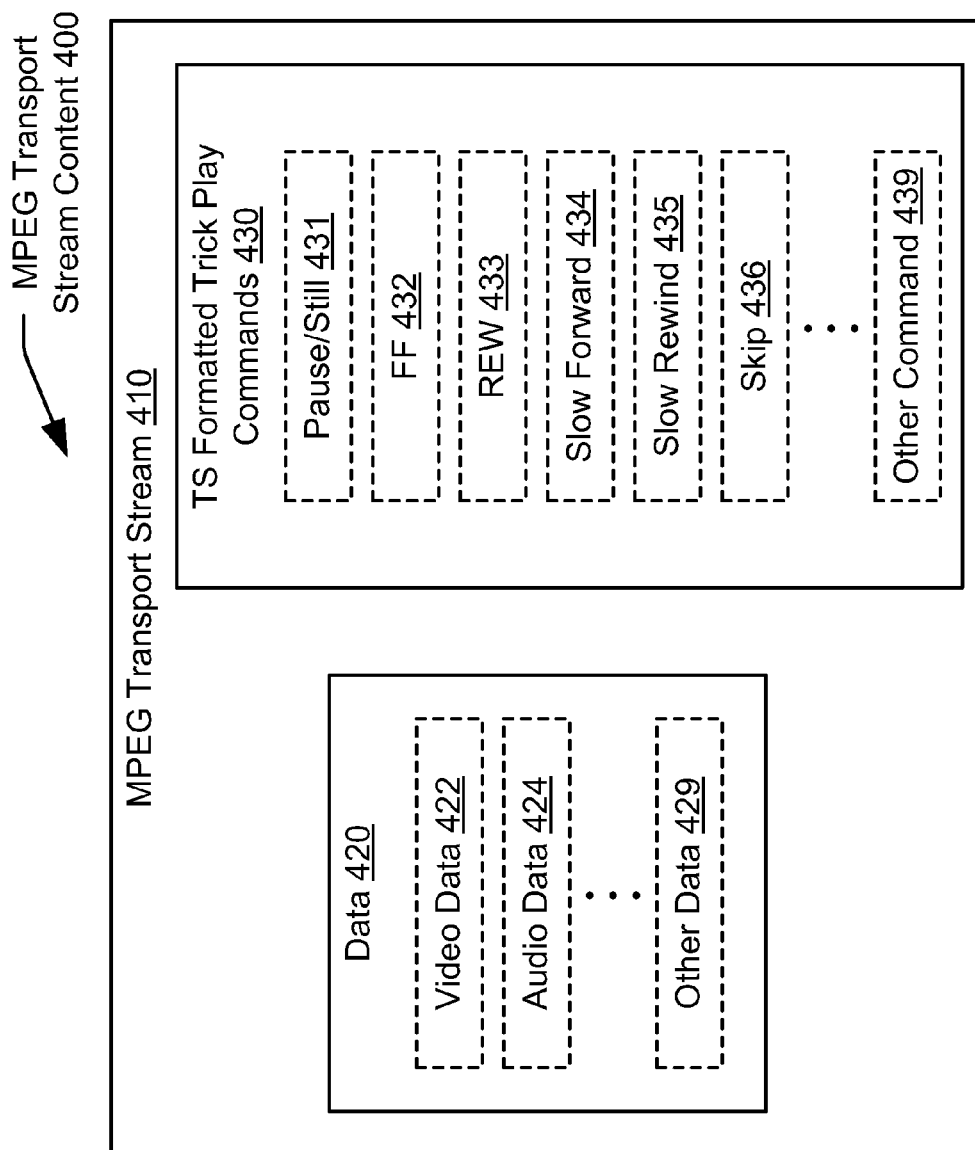 MPEG Transport
Stream Content 400
MPEG Transport Stream 410
Data 420
Video Data 422
Audio Data 424
Other Data 429
TS Formatted Trick Play
Commands 430
Pause/Still 431
FF 432
REW 433
Slow Forward 434
Slow Rewind 435
Skip 436
Other Command 439